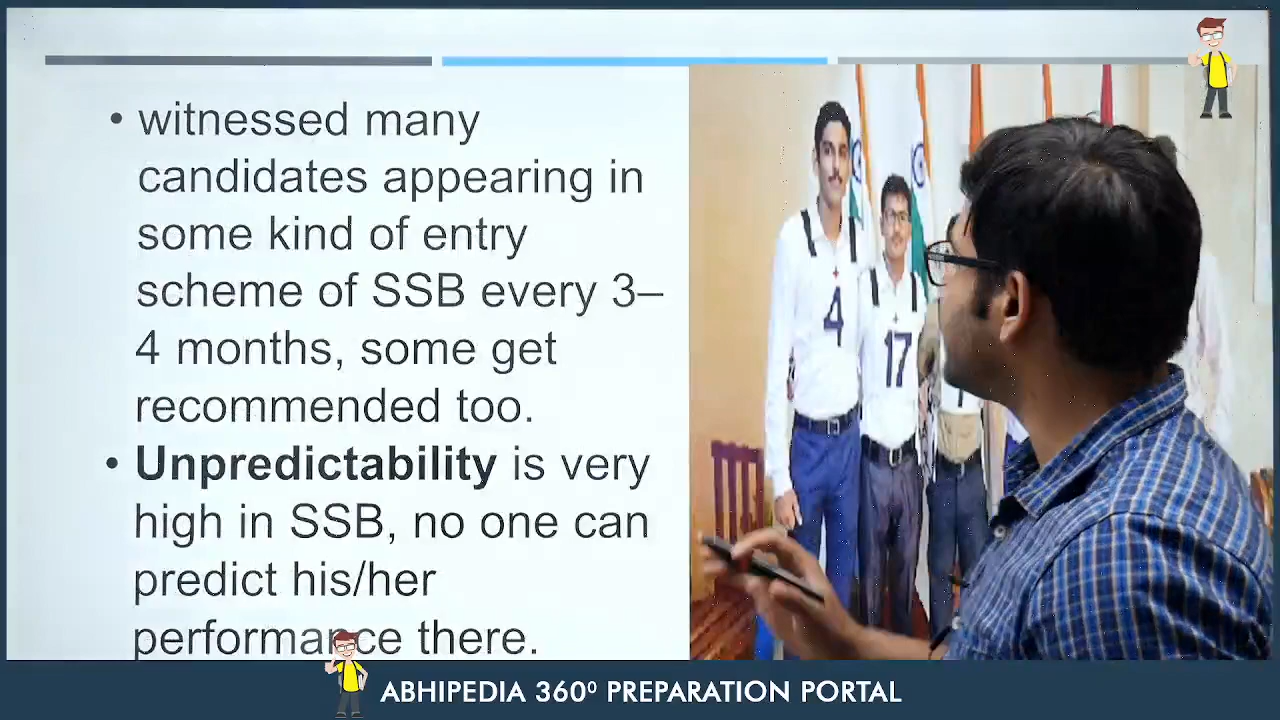 • witnessed many
candidates appearing in
some kind of entry
scheme of SSB every 3–
4 months, some get
recommended too.
• Unpredictability is very
high in SSB, no one can
predict his/her
performance there.
4
17
ABHIPEDIA 360⁰ PREPARATION PORTAL